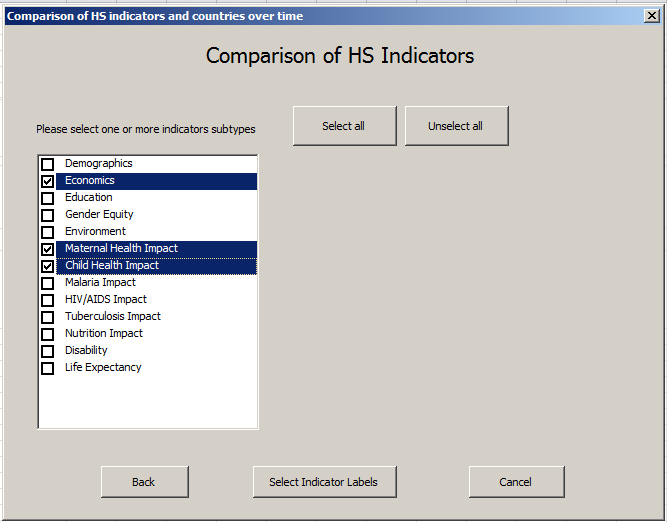 Comparison of HS indicators and countries over time
Comparison of HS Indicators
Please select one or more indicators subtypes
Select all
Unselect all
Demographics
Economics
Education
Gender Equity
Environment
Maternal Health Impact
Child Health Impact
Malaria Impact
HIV/AIDS Impact
Tuberculosis Impact
Nutrition Impact
Disability
Life Expectancy
Back
Select Indicator Labels
Cancel